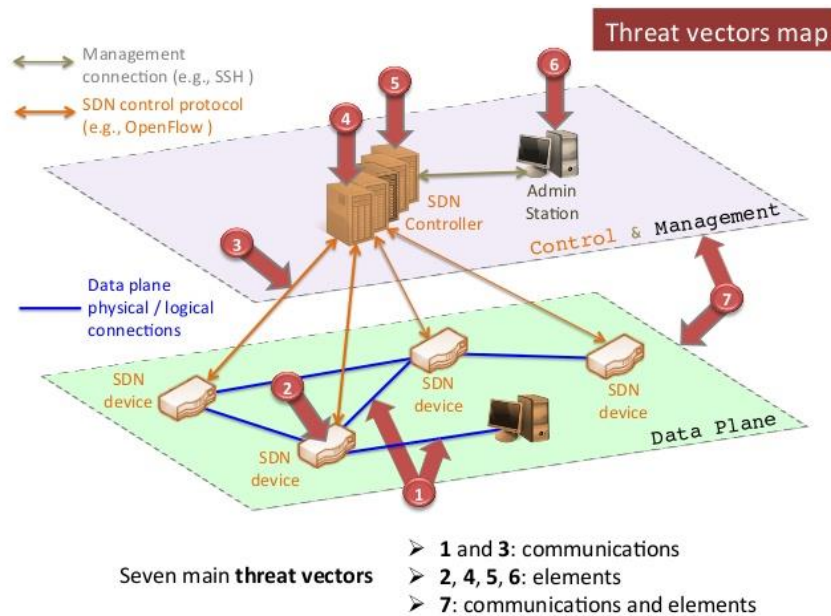 Threat vectors map
Management
connection (e.g., SSH )
SDN control protocol
(e.g., OpenFlow )
6
5
4
SDN
Controller
Admin
Station
Control & Management
3
Data plane
physical / logical
connections
7
SDN
device
2
SDN
device
SDN
device
SDN
device
Data Plane
1
Seven main threat vectors
➢ 1 and 3: communications
➢ 2, 4, 5, 6: elements
➢ 7: communications and elements